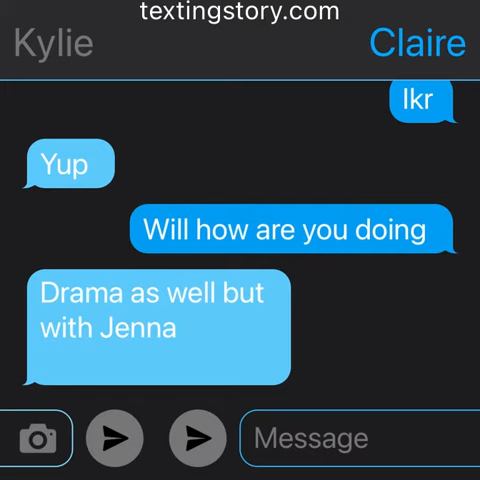 textingstory.com
Kylie Claire
Ikr
Yup
Will how are you doing
Drama as well but
with Jenna
Message